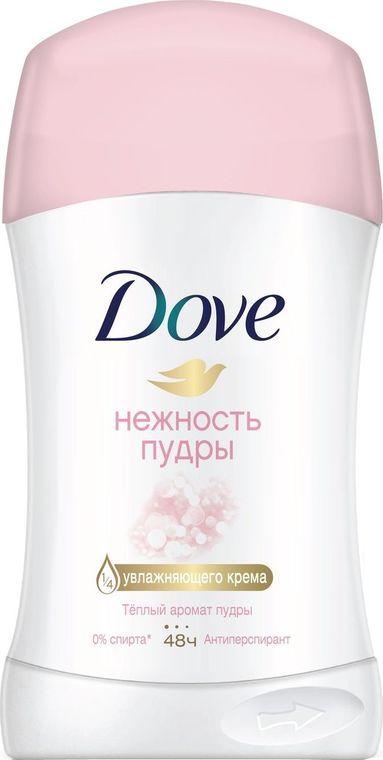 Dove
нежность
пудры
1/4 увлажняющего крема
Тёплый аромат пудры
0% спирта* 48ч Антиперспирант